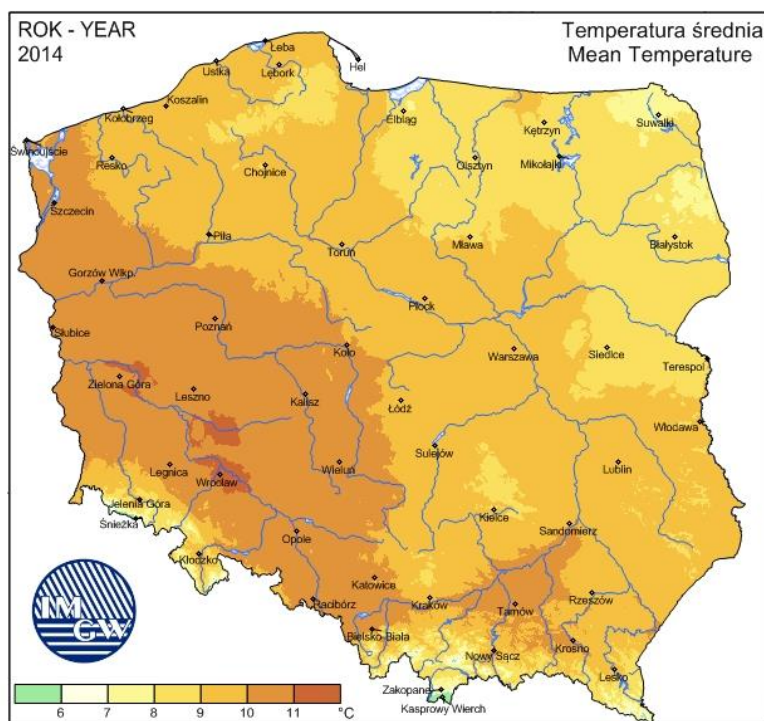 ROK - YEAR
2014
Temperatura średnia
Mean Temperature
Łeba
Hel
Ustka
Lębork
Koszalin
Kołobrzeg
Elbląg
Kętrzyn
Suwałki
Świnoujście
Resko
Chojnice
Olsztyn
Mikołajki
Szczecin
Piła
Toruń
Mława
Białystok
Gorzów Wlkp.
Płock
Słubice
Poznań
Koło
Warszawa
Siedlce
Terespol
Zielona Góra
Leszno
Kalisz
Łódź
Włodawa
Sulejów
Legnica
Wrocław
Wieluń
Lublin
Jelenia Góra
Śnieżka
Kielce
Sandomierz
Opole
Kłodzko
Katowice
Racibórz
Kraków
Tarnów
Rzeszów
Bielsko-Biała
Nowy Sącz
Krosno
Lesko
Zakopane
Kasprowy Wierch
IM
GW
6 7 8 9 10 11 °C